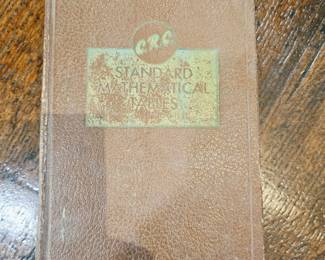 C.R.C.
STANDARD
MATHEMATICAL
TABLES